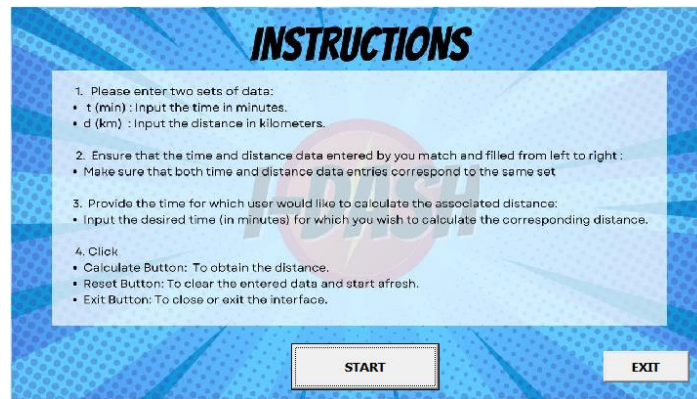 INSTRUCTIONS
1. Please enter two sets of data:
• t (min) : Input the time in minutes.
• d (km) : Input the distance in kilometers.
2. Ensure that the time and distance data entered by you match and filled from left to right :
• Make sure that both time and distance data entries correspond to the same set
3. Provide the time for which user would like to calculate the associated distance:
• Input the desired time (in minutes) for which you wish to calculate the corresponding distance.
4. Click
• Calculate Button: To obtain the distance.
• Reset Button: To clear the entered data and start afresh.
• Exit Button: To close or exit the interface.
I-DASH
START
EXIT